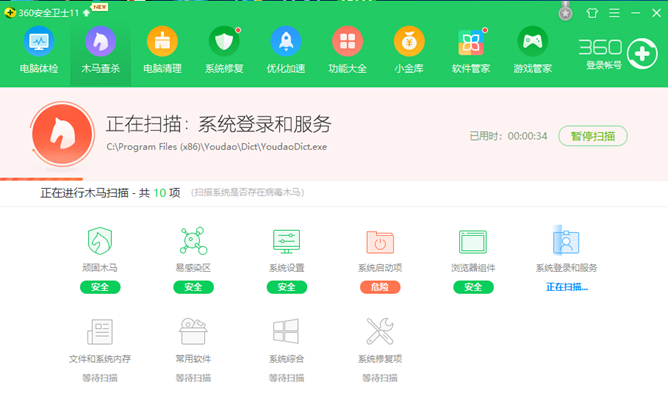 360安全卫士11
NEW
电脑体检
木马查杀
电脑清理
系统修复
优化加速
功能大全
小金库
软件管家
游戏管家
360
登录帐号
正在扫描：系统登录和服务
C:\Program Files (x86)\Youdao\Dict\YoudaoDict.exe
已用时：00:00:34
暂停扫描
正在进行木马扫描 - 共 10 项 （扫描系统是否存在病毒木马）
顽固木马
易感染区
系统设置
系统启动项
浏览器组件
系统登录和服务
安全
安全
安全
危险
安全
正在扫描...
文件和系统内存
常用软件
系统综合
系统修复项
等待扫描
等待扫描
等待扫描
等待扫描